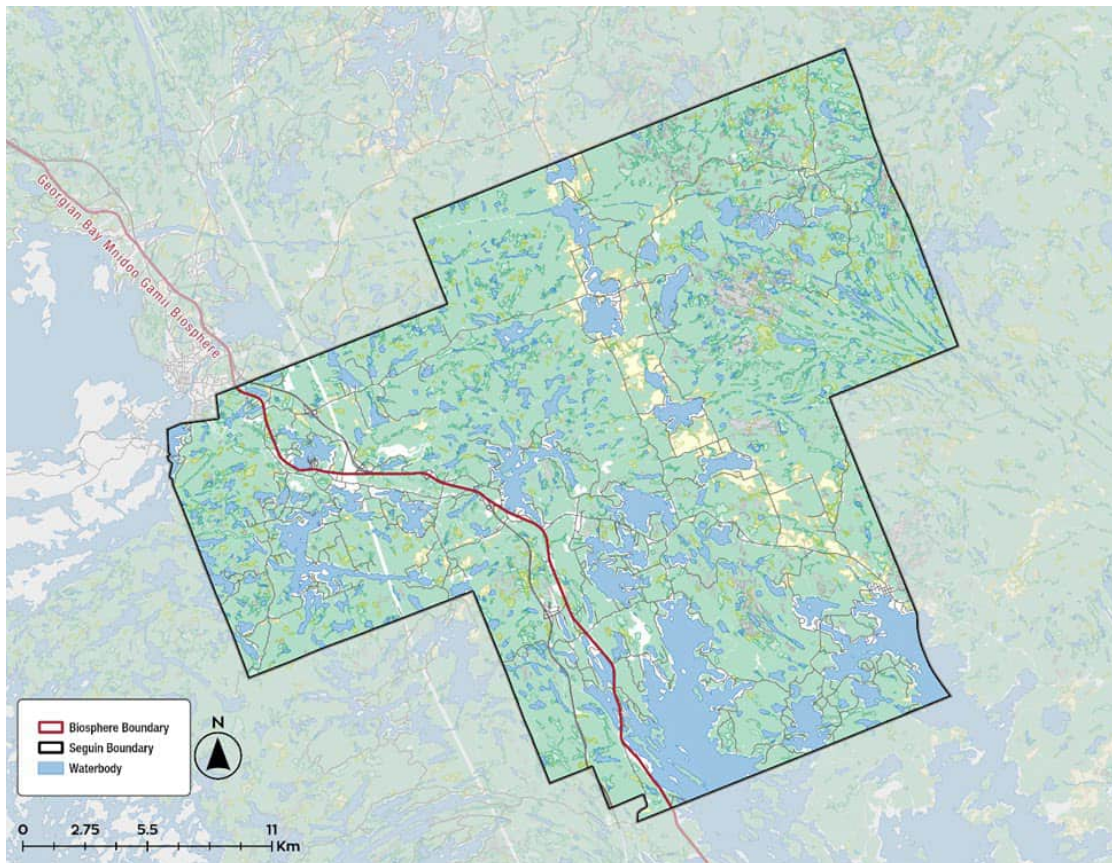 Georgian Bay Mnidoo Gamii Biosphere
Biosphere Boundary
Seguin Boundary
Waterbody
N
0 2.75 5.5 11
Km